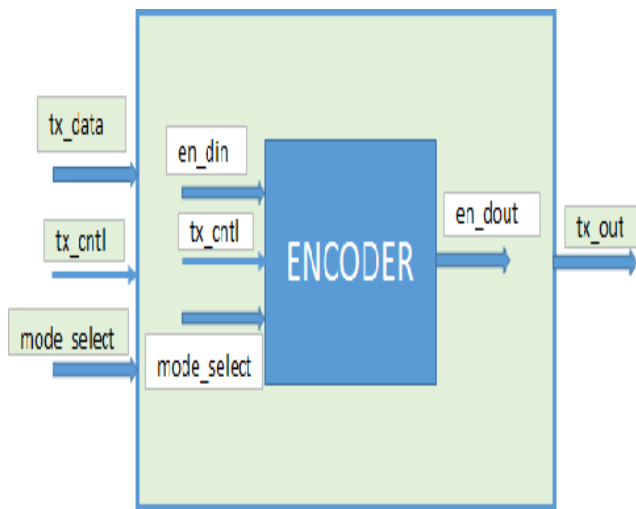 tx_data
en_din
tx_cntl
tx_cntl
ENCODER
en_dout
tx_out
mode_select
mode_select